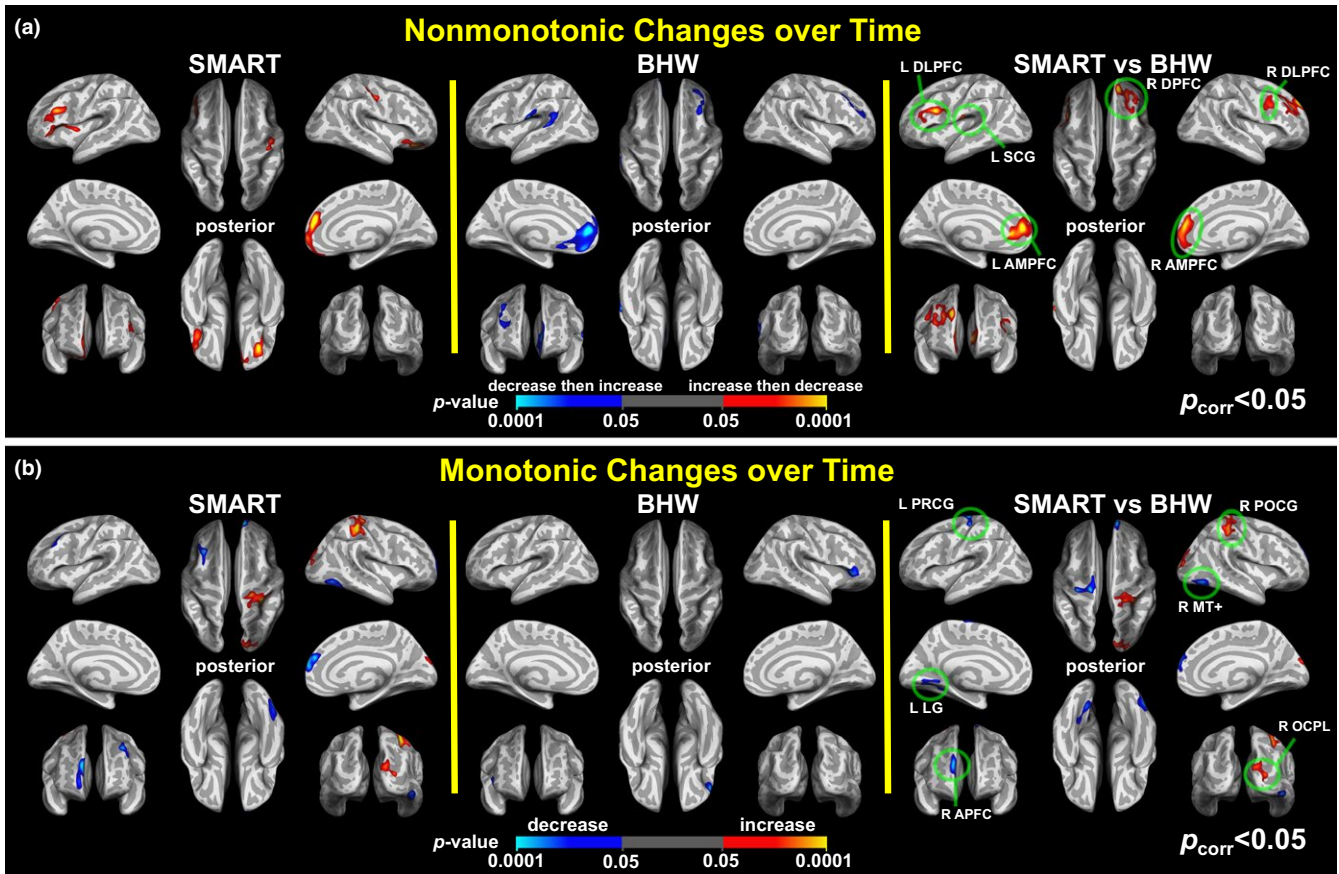 (a)
Nonmonotonic Changes over Time
SMART
BHW
SMART vs BHW
L DLPFC
R DPFC
R DLPFC
L SCG
posterior
posterior
posterior
L AMPFC
R AMPFC
decrease then increase
increase then decrease
p-value
0.0001
0.05
0.05
0.0001
pcorr<0.05
(b)
Monotonic Changes over Time
SMART
BHW
SMART vs BHW
L PRCG
R POCG
R MT+
posterior
posterior
posterior
L LG
R OCPL
R APFC
decrease
increase
p-value
0.0001
0.05
0.05
0.0001
pcorr<0.05